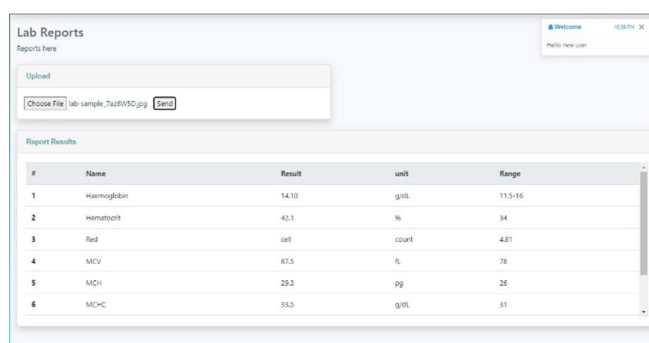 Lab Reports
Reports here
Welcome 10:39 PM
Hello new user
Upload
Choose File lab-sample_7az6W5D.jpg Send
Report Results
# Name Result unit Range
1 Haemoglobin 14.10 g/dL 11.5-16
2 Hematocrit 42.1 % 34
3 Red cell count 4.81
4 MCV 87.5 fL 78
5 MCH 29.3 pg 26
6 MCHC 33.5 g/dL 31